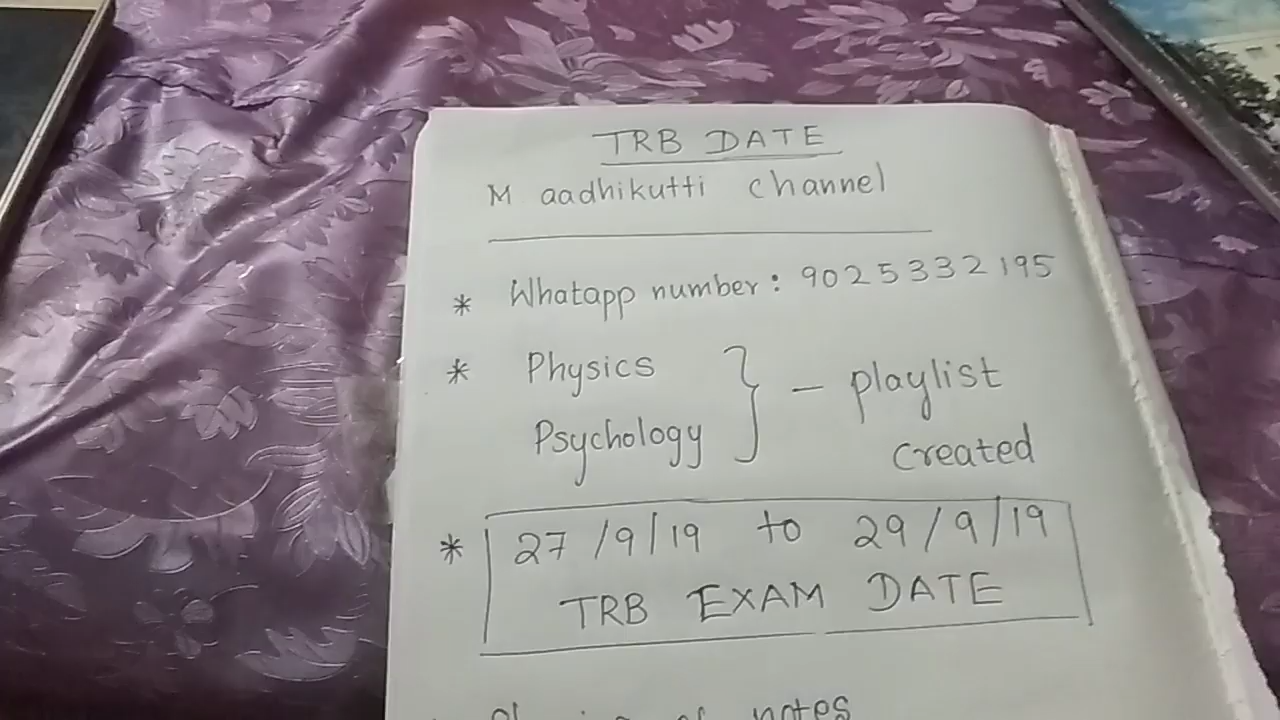 TRB DATE
M aadhikutti channel
* Whatapp number : 9025332195
* Physics
Psychology } – playlist created
* 27/9/19 to 29/9/19
TRB EXAM DATE
notes